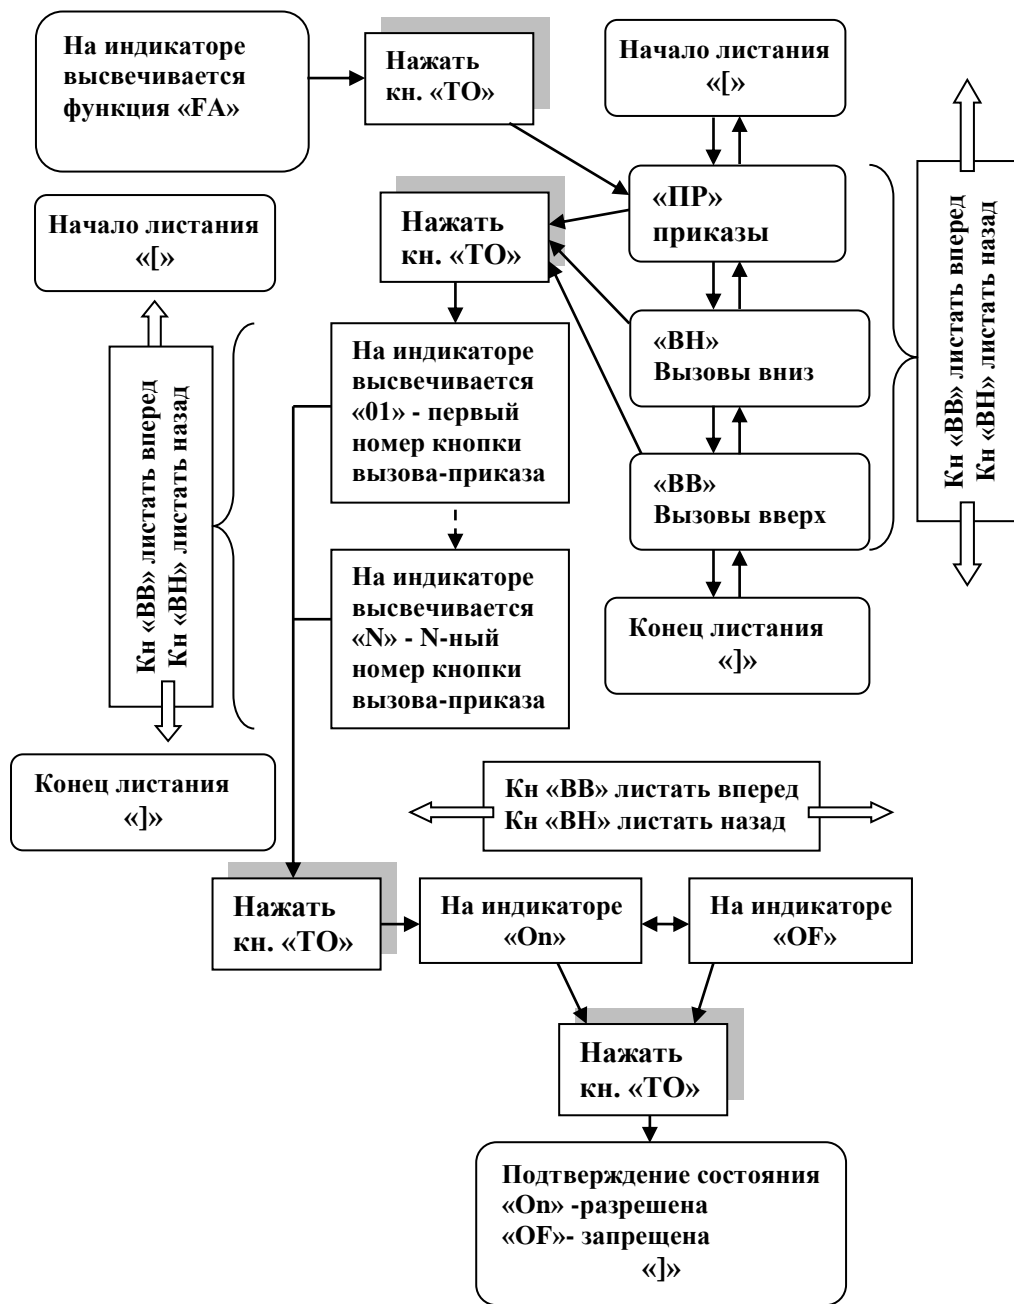 На индикаторе
высвечивается
функция «FA»
Нажать
кн. «ТО»
Начало листания
«[»
«ПР»
приказы
Нажать
кн. «ТО»
Начало листания
«[»
«ВН»
Вызовы вниз
«ВВ»
Вызовы вверх
Конец листания
«]»
Кн «ВВ» листать вперед
Кн «ВН» листать назад
На индикаторе
высвечивается
«01» - первый
номер кнопки
вызова-приказа
На индикаторе
высвечивается
«N» - N-ный
номер кнопки
вызова-приказа
Кн «ВВ» листать вперед
Кн «ВН» листать назад
Конец листания
«]»
Кн «ВВ» листать вперед
Кн «ВН» листать назад
Нажать
кн. «ТО»
На индикаторе
«On»
На индикаторе
«OF»
Нажать
кн. «ТО»
Подтверждение состояния
«On» -разрешена
«OF»- запрещена
«]»